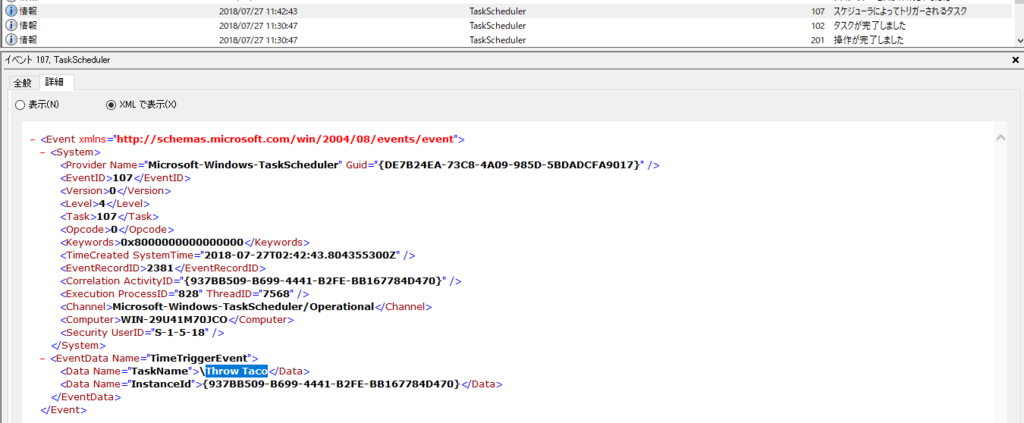 情報 2018/07/27 11:42:43 TaskScheduler 107 スケジューラによってトリガーされるタスク
情報 2018/07/27 11:30:47 TaskScheduler 102 タスクが完了しました
情報 2018/07/27 11:30:47 TaskScheduler 201 操作が完了しました
イベント 107, TaskScheduler
全般 詳細
表示(N) XML で表示(X)
- <Event xmlns="http://schemas.microsoft.com/win/2004/08/events/event">
- <System>
<Provider Name="Microsoft-Windows-TaskScheduler" Guid="{DE7B24EA-73C8-4A09-985D-5BDADCFA9017}" />
<EventID>107</EventID>
<Version>0</Version>
<Level>4</Level>
<Task>107</Task>
<Opcode>0</Opcode>
<Keywords>0x8000000000000000</Keywords>
<TimeCreated SystemTime="2018-07-27T02:42:43.804355300Z" />
<EventRecordID>2381</EventRecordID>
<Correlation ActivityID="{937BB509-B699-4441-B2FE-BB167784D470}" />
<Execution ProcessID="828" ThreadID="7568" />
<Channel>Microsoft-Windows-TaskScheduler/Operational</Channel>
<Computer>WIN-29U41M70JCO</Computer>
<Security UserID="S-1-5-18" />
</System>
- <EventData Name="TimeTriggerEvent">
<Data Name="TaskName">\Throw Taco</Data>
<Data Name="InstanceId">{937BB509-B699-4441-B2FE-BB167784D470}</Data>
</EventData>
</Event>